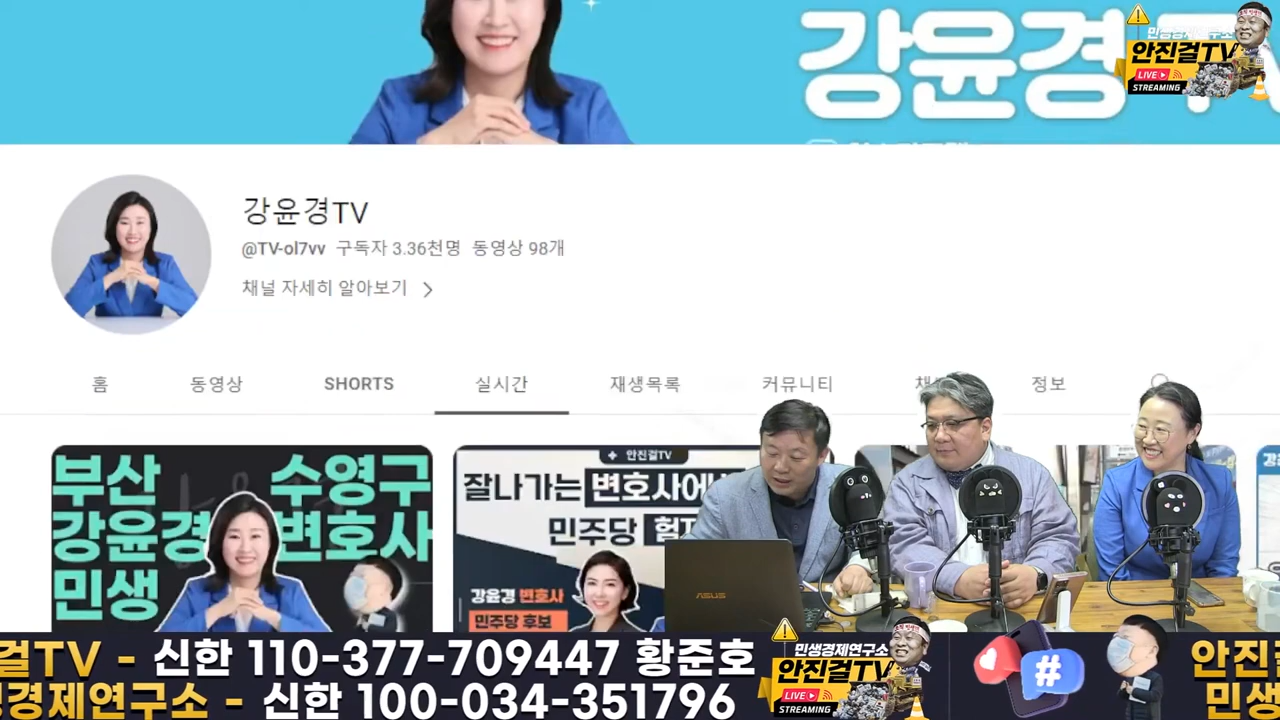 강윤경
민생경제연구소
안진걸TV
LIVE
STREAMING
강윤경TV
@TV-ol7vv 구독자 3.36천명 동영상 98개
채널 자세히 알아보기
홈 동영상 SHORTS 실시간 재생목록 커뮤니티 정보
부산 수영구
강윤경 변호사
민생
안진걸TV
잘나가는 변호사에
민주당
강윤경 변호사
민주당 후보
ASUS
걸TV - 신한 110-377-709447 황준호
경제연구소 - 신한 100-034-351796
민생경제연구소
안진걸TV
LIVE
STREAMING
#
안진
민생